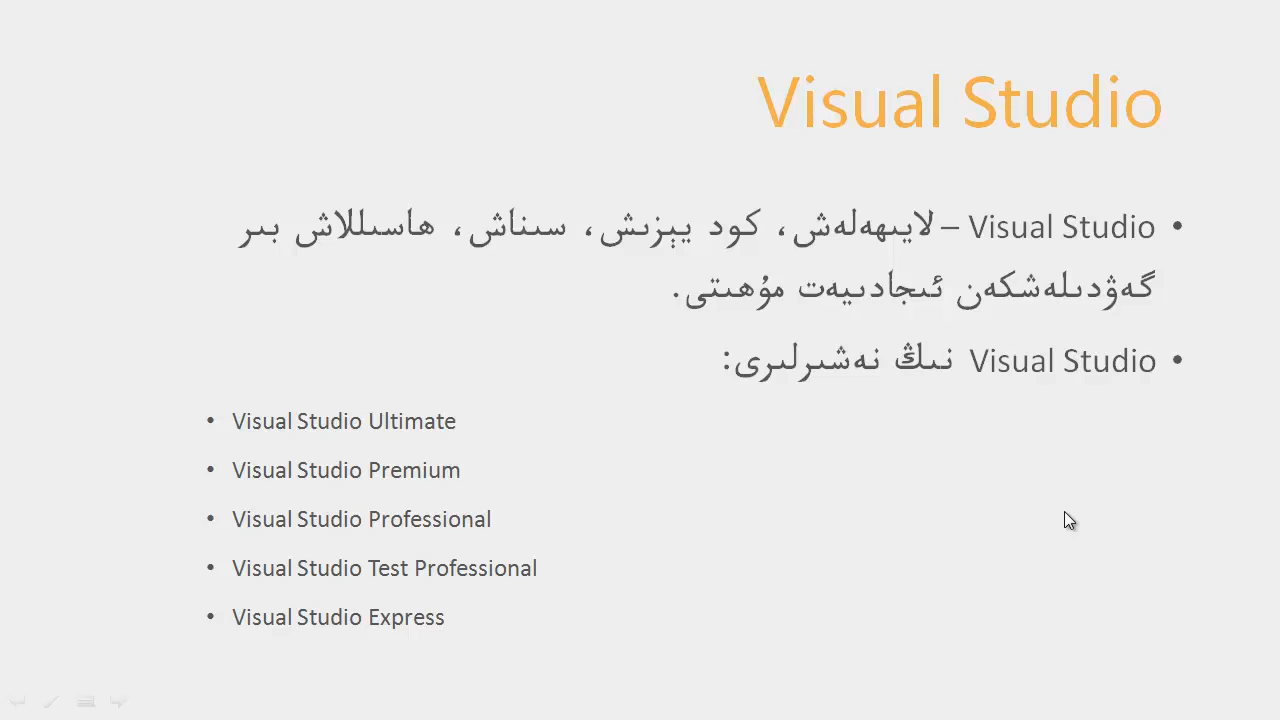 Visual Studio
• Visual Studio –لايىھەلەش، كود يېزىش، سىناش، ھاسىللاش بىر
گەۋدىلەشكەن ئىجادىيەت مۇھىتى.
• Visual Studio نىڭ نەشىرلىرى:
• Visual Studio Ultimate
• Visual Studio Premium
• Visual Studio Professional
• Visual Studio Test Professional
• Visual Studio Express